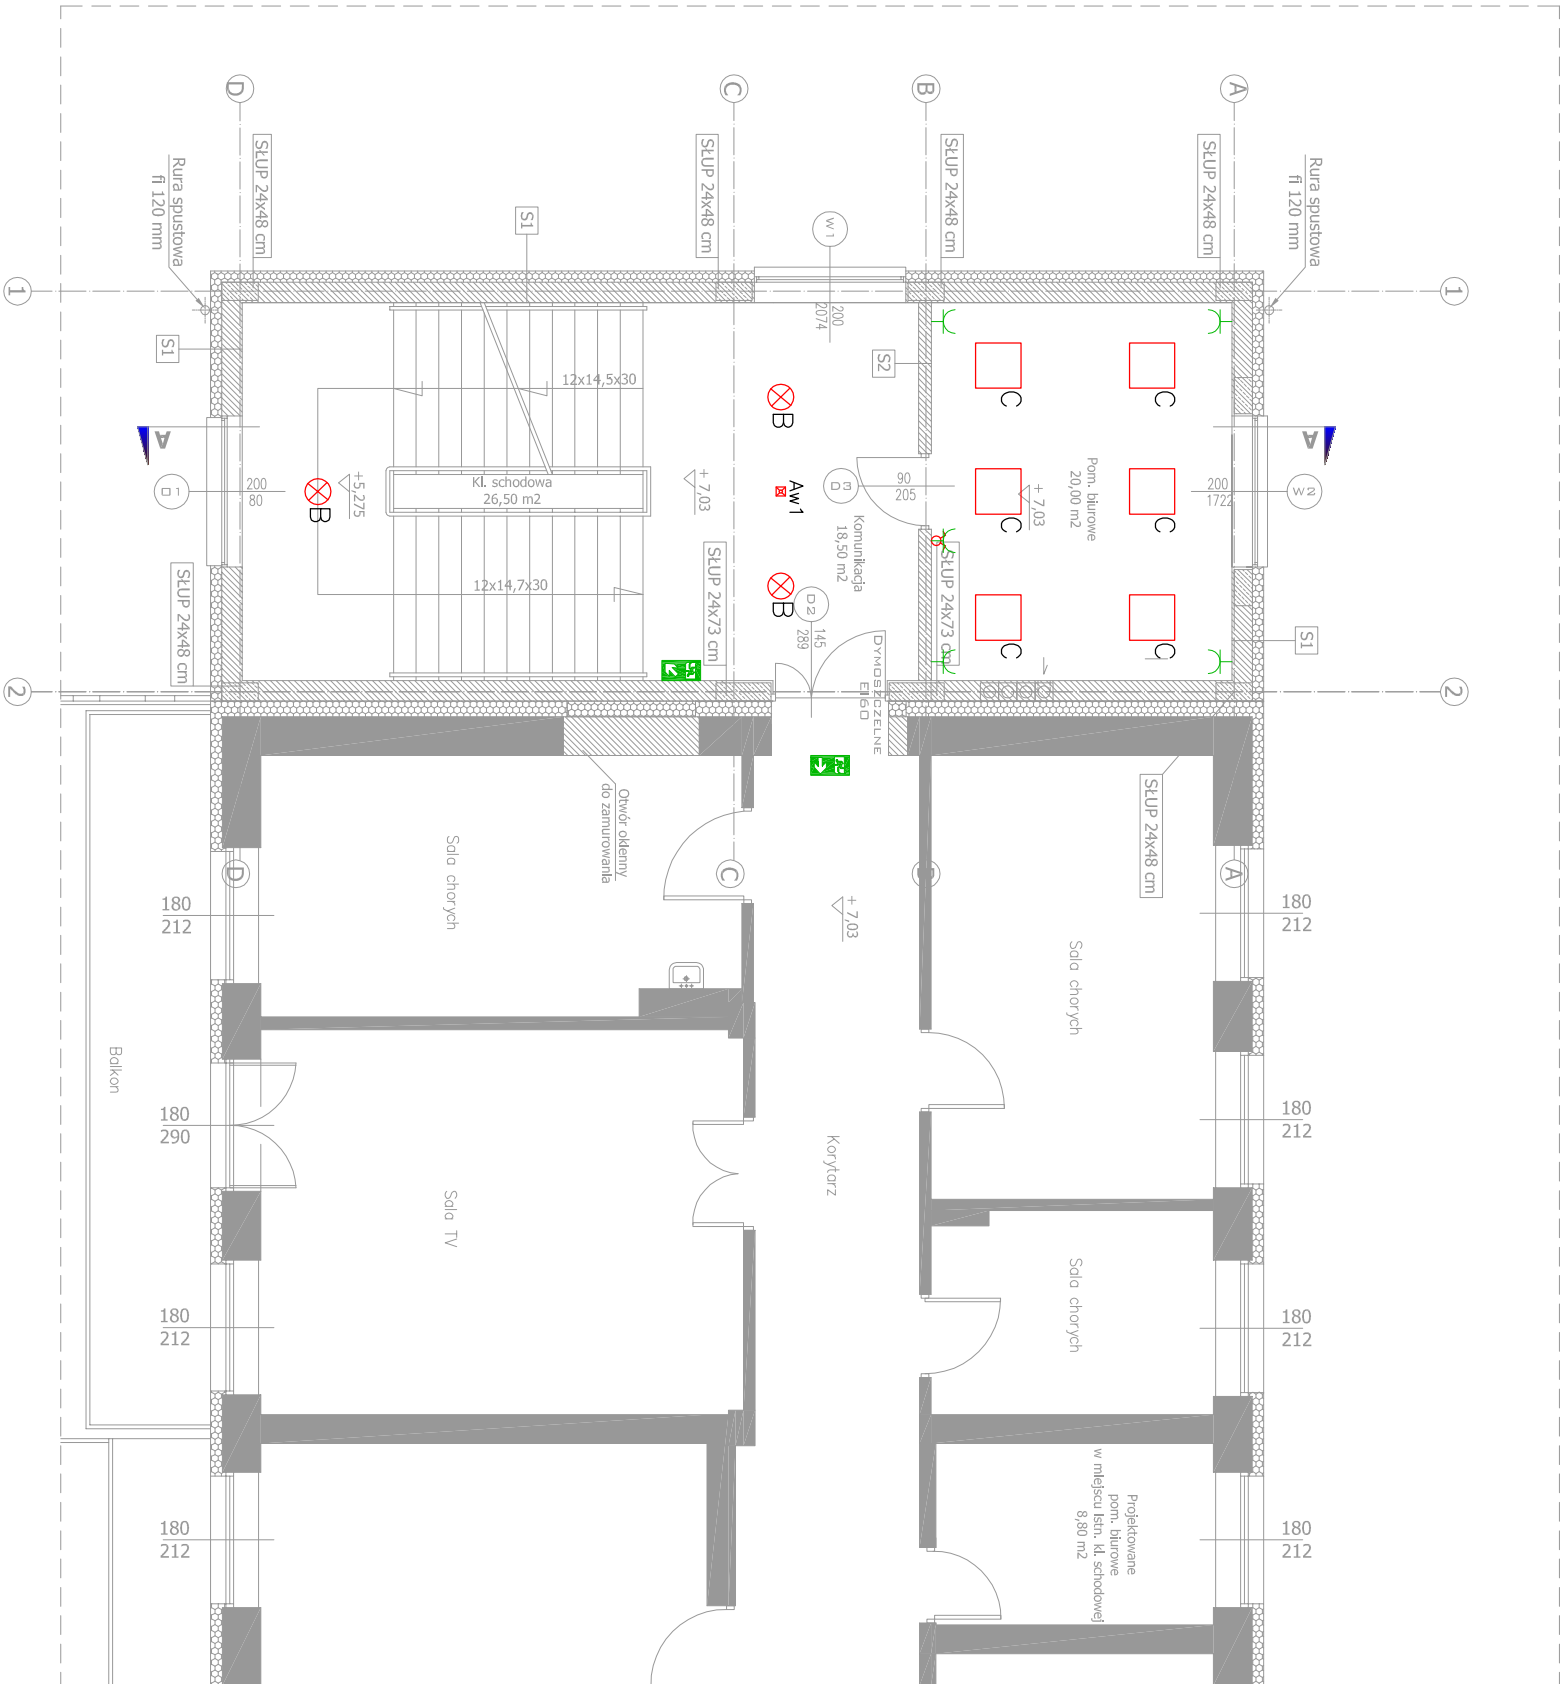 D
C
B
A
SŁUP 24x48 cm
SŁUP 24x48 cm
SŁUP 24x48 cm
SŁUP 24x48 cm
Rura spustowa
fi 120 mm
Rura spustowa
fi 120 mm
S1
W1
200
2074
1
1
S1
S2
12x14,5x30
B
C
C
A
A
D1
200
80
+5,275
B
Kl. schodowa
26,50 m2
+ 7,03
Aw1
D3
90
205
Pom. biurowe
20,00 m2
+ 7,03
C
C
200
1722
W2
Komunikacja
18,50 m2
12x14,7x30
SŁUP 24x48 cm
SŁUP 24x73 cm
B
D2
145
289
SŁUP 24x73 cm
C
C
S1
DYMOSZCZELNE
EI60
2
2
Otwór okienny
do zamurowania
SŁUP 24x48 cm
D
C
A
Sala chorych
180
212
+ 7,03
Sala chorych
180
212
Balkon
180
290
Korytarz
180
212
Sala TV
Sala chorych
180
212
180
212
Projektowane
pom. biurowe
w miejscu istn. kl. schodowej
8,80 m2
180
212
180
212